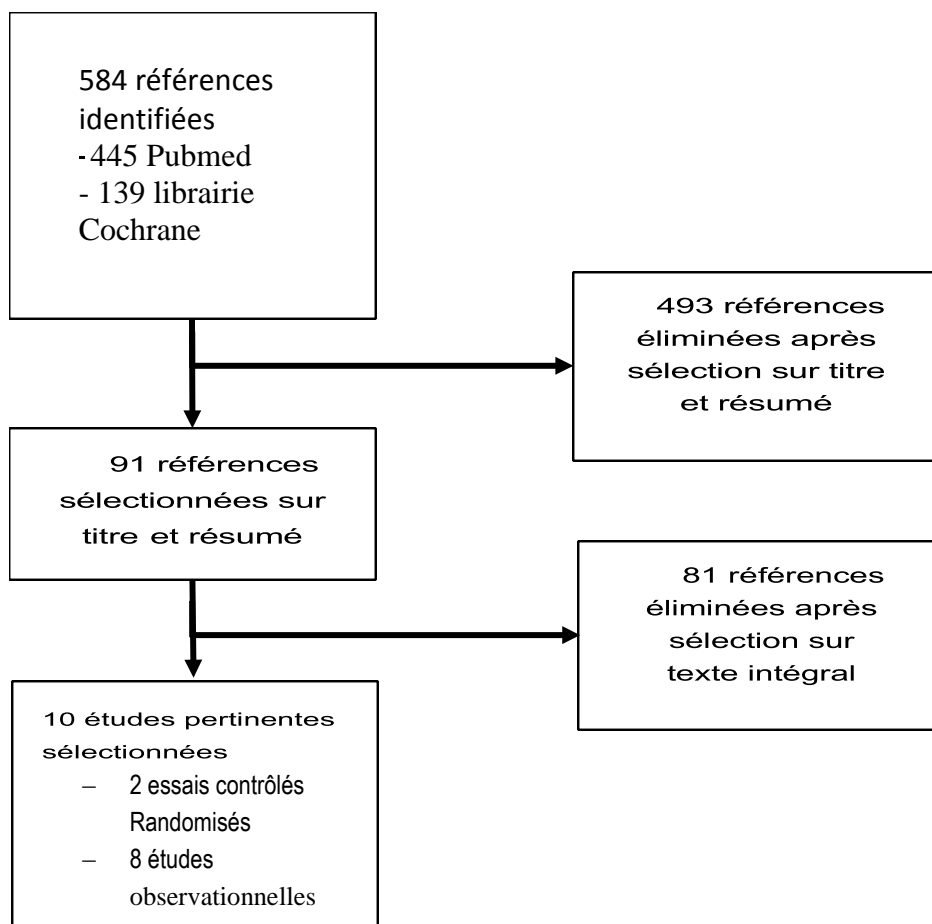 584 références
identifiées
-445 Pubmed
- 139 librairie
Cochrane
493 références
éliminées après
sélection sur titre
et résumé
91 références
sélectionnées sur
titre et résumé
81 références
éliminées après
sélection sur
texte intégral
10 études pertinentes
sélectionnées
– 2 essais contrôlés
Randomisés
– 8 études
observationnelles